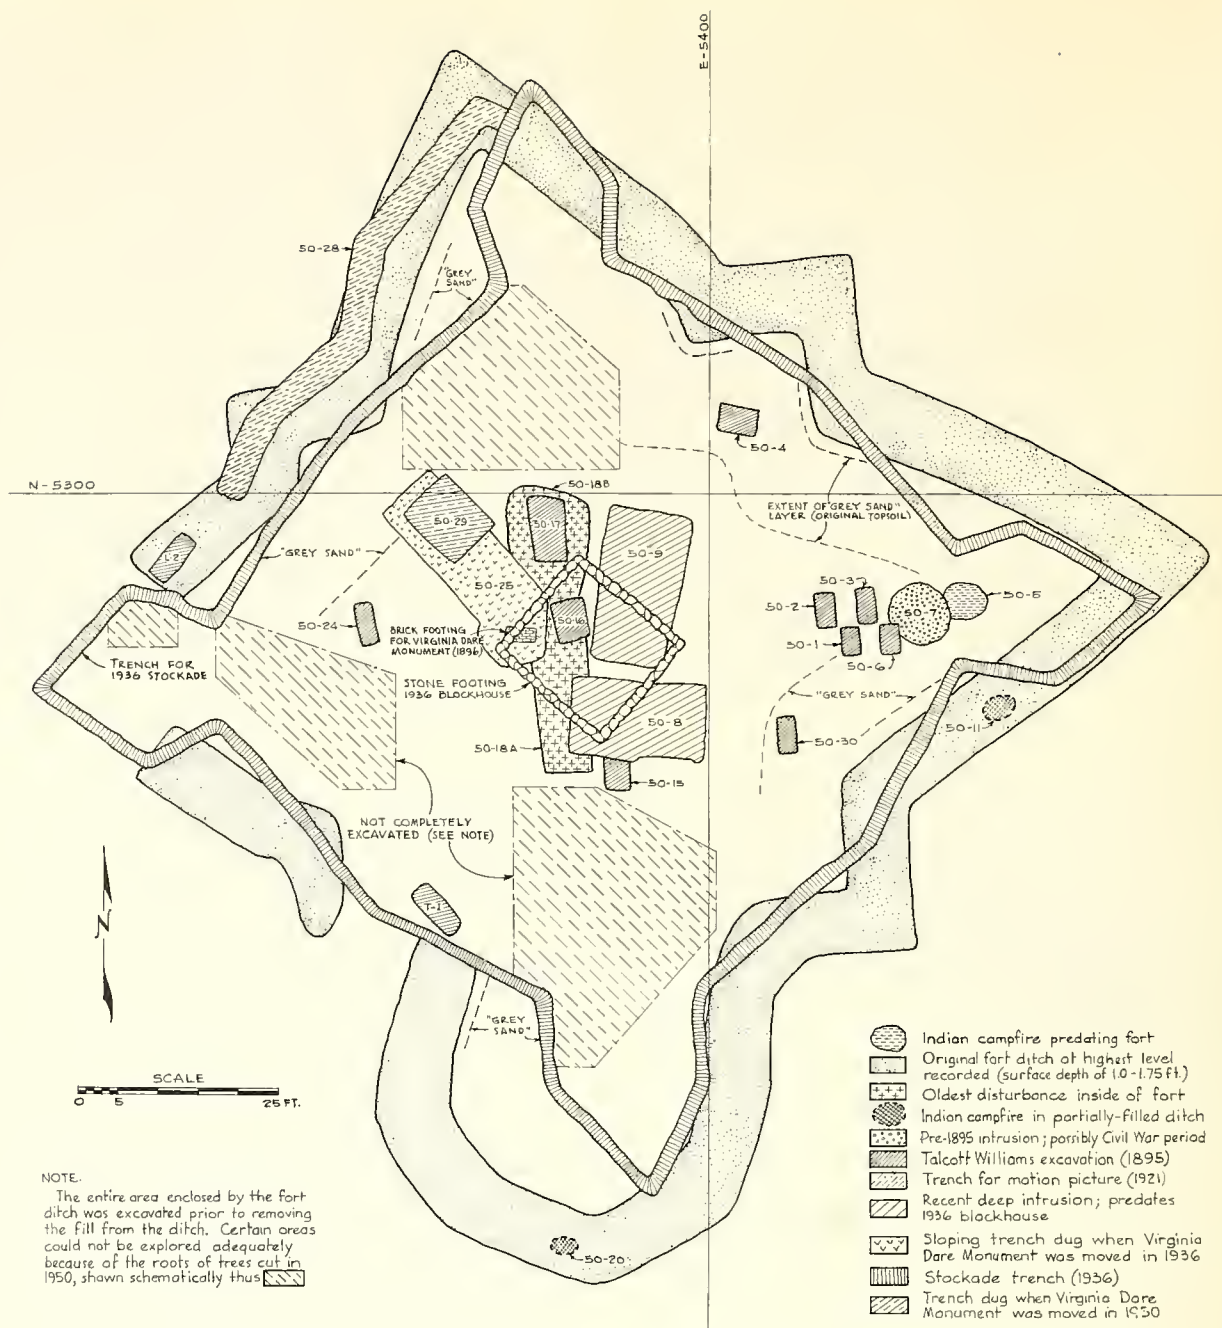 E-5400
50-28
"GREY
SAND"
50-4
N-5300
50-18B
50-29
50-17
EXTENT OF "GREY SAND"
LAYER (ORIGINAL TOPSOIL)
50-9
"GREY SAND"
50-25
50-3
50-2
50-7
50-5
50-24
50-16
BRICK FOOTING
FOR VIRGINIA DARE
MONUMENT (1896)
50-1
50-6
TRENCH FOR
1936 STOCKADE
STONE FOOTING
1936 BLOCKHOUSE
"GREY SAND"
50-8
50-11
50-18A
50-30
50-15
NOT COMPLETELY
EXCAVATED (SEE NOTE)
T-1
N
"GREY
SAND"
SCALE
0 5 25 FT.
50-20
NOTE.
The entire area enclosed by the fort
ditch was excavated prior to removing
the fill from the ditch. Certain areas
could not be explored adequately
because of the roots of trees cut in
1950, shown schematically thus
Indian campfire predating fort
Original fort ditch at highest level
recorded (surface depth of 1.0-1.75 ft.)
Oldest disturbance inside of fort
Indian campfire in partially-filled ditch
Pre-1895 intrusion; possibly Civil War period
Talcott Williams excavation (1895)
Trench for motion picture (1921)
Recent deep intrusion; predates
1936 blockhouse
Sloping trench dug when Virginia
Dare Monument was moved in 1936
Stockade trench (1936)
Trench dug when Virginia Dare
Monument was moved in 1950